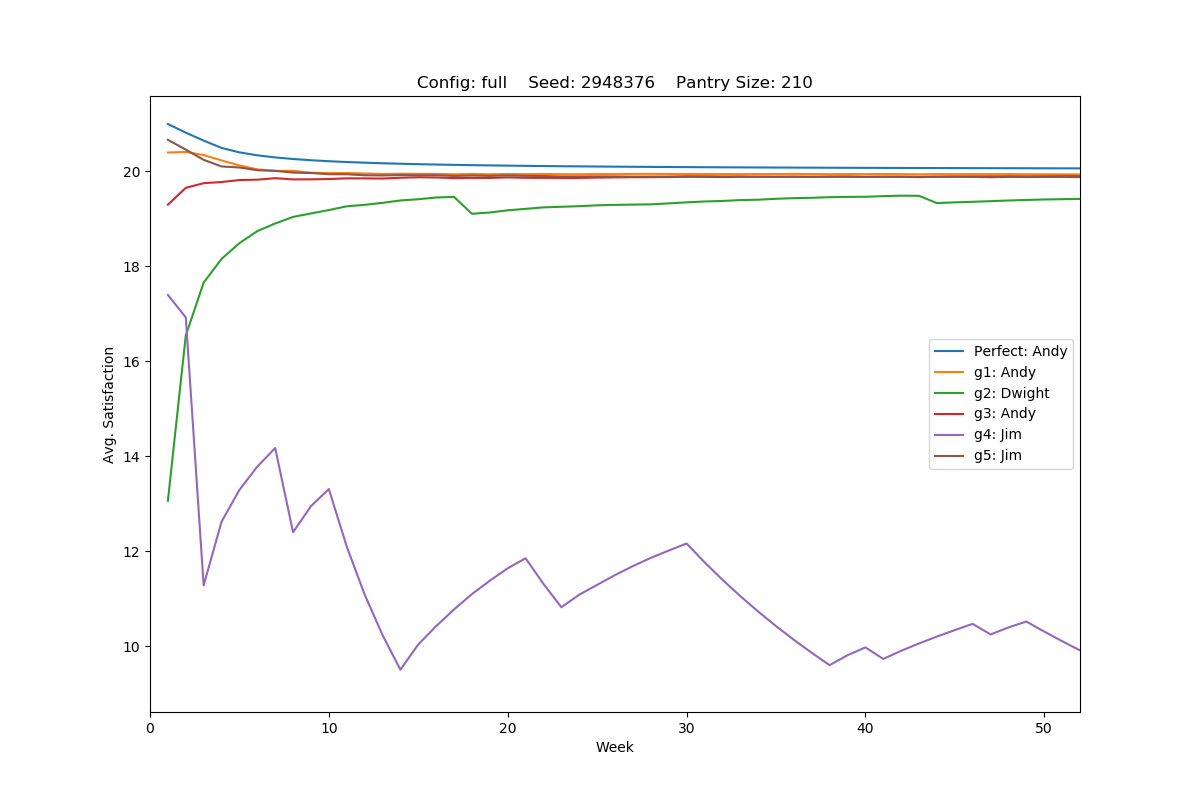 Config: full    Seed: 2948376    Pantry Size: 210
Avg. Satisfaction
20
18
16
14
12
10
Perfect: Andy
g1: Andy
g2: Dwight
g3: Andy
g4: Jim
g5: Jim
0 10 20 30 40 50
Week